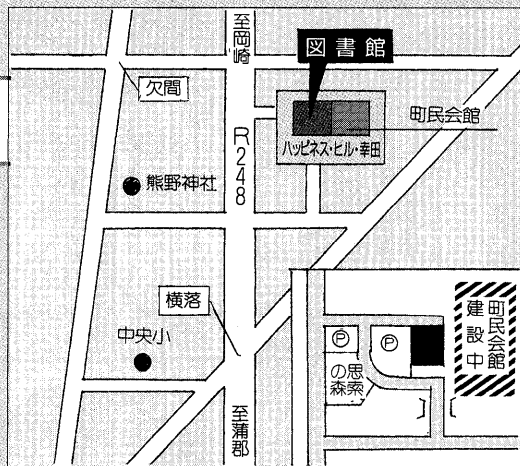 至岡崎
図書館
欠間
町民会館
ハッピネス・ヒル・幸田
R248
熊野神社
横落
中央小
至蒲郡
P
P
思索の森
町民会館建設中